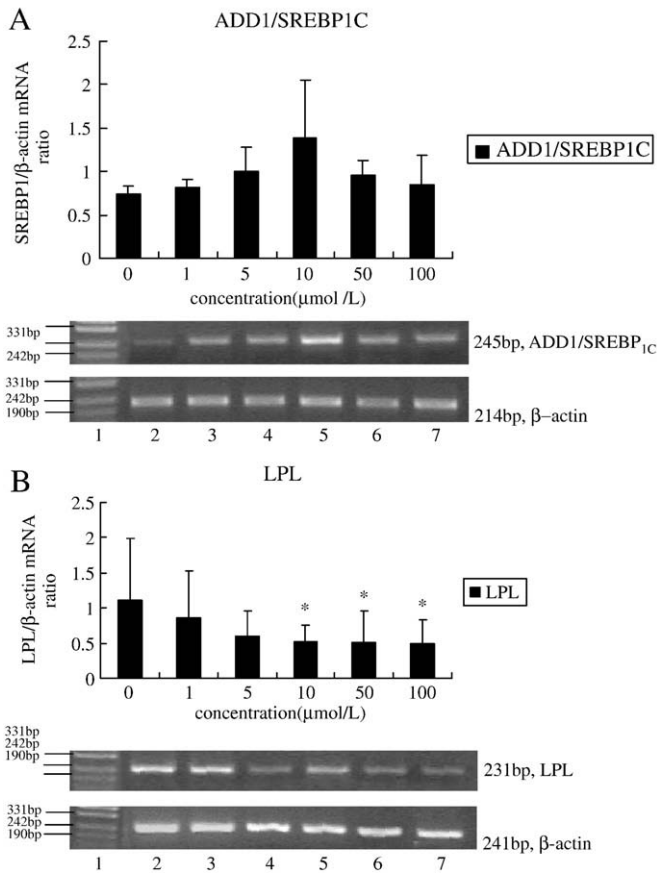 A
ADD1/SREBP1C
SREBP1/β-actin mRNA
ratio
2.5
2
1.5
1
0.5
0
0 1 5 10 50 100
concentration(μmol /L)
ADD1/SREBP1C
331bp
242bp
245bp, ADD1/SREBP1C
331bp
242bp
190bp
214bp, β–actin
1 2 3 4 5 6 7
B
LPL
LPL/β-actin mRNA
ratio
2.5
2
1.5
1
0.5
0
* * *
0 1 5 10 50 100
concentration(μmol/L)
LPL
331bp
242bp
190bp
231bp, LPL
331bp
242bp
190bp
241bp, β-actin
1 2 3 4 5 6 7